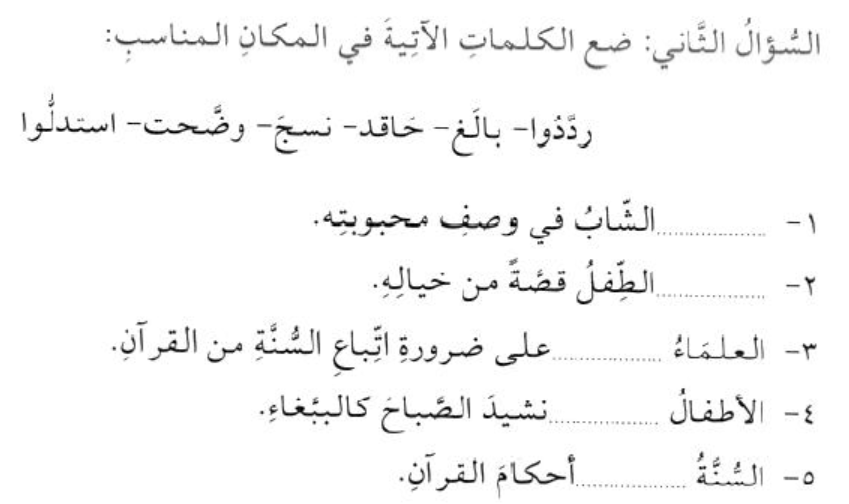 السُّؤالُ الثَّاني: ضع الكلماتِ الآتِيةَ في المكانِ المناسبِ:
ردَّدُوا- بالَغ- حَاقد- نسجَ- وضَّحت- استدلُّوا
١- ............ الشّابُ في وصفِ محبوبتِه.
٢- ............ الطِّفلُ قصَّةً من خيالِهِ.
٣- العلمَاءُ ............ على ضرورةِ اتِّباعِ السُّنَّةِ من القرآنِ.
٤- الأطفالُ ............ نشيدَ الصَّباحَ كالببَّغاءِ.
٥- السُّنَّةُ ............ أحكامَ القرآنِ.